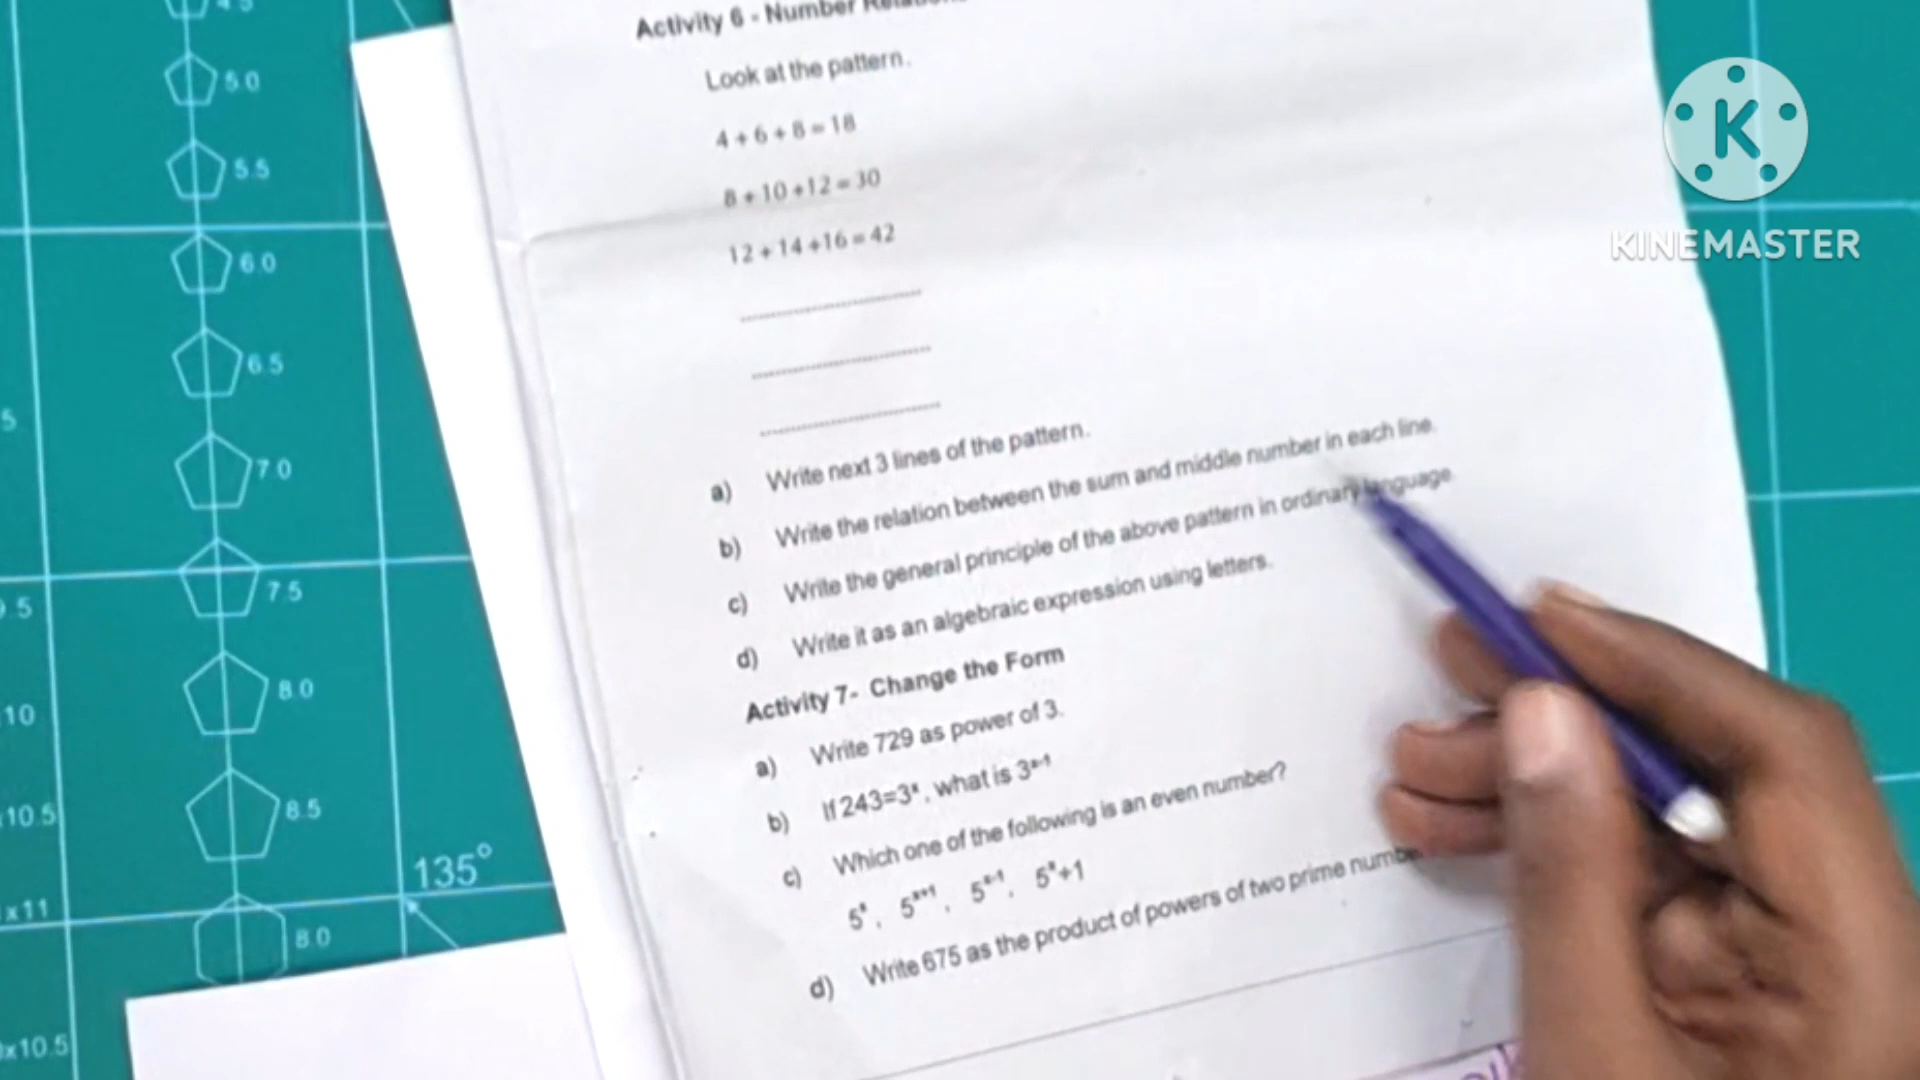 Activity 6 - Number
Look at the pattern.
4 + 6 + 8 = 18
8 + 10 +12 = 30
12 + 14 +16 = 42
a) Write next 3 lines of the pattern.
b) Write the relation between the sum and middle number in each line.
c) Write the general principle of the above pattern in ordinary language.
d) Write it as an algebraic expression using letters.
Activity 7- Change the Form
a) Write 729 as power of 3.
b) If 243=3ˣ, what is 3ˣ⁻¹
c) Which one of the following is an even number?
5ˣ, 5ˣ⁺¹, 5ˣ⁻¹, 5ˣ+1
d) Write 675 as the product of powers of two prime
K
KINEMASTER
5.0
5.5
6.0
6.5
7.0
7.5
8.0
8.5
8.0
135°
10
10.5
x11
x10.5